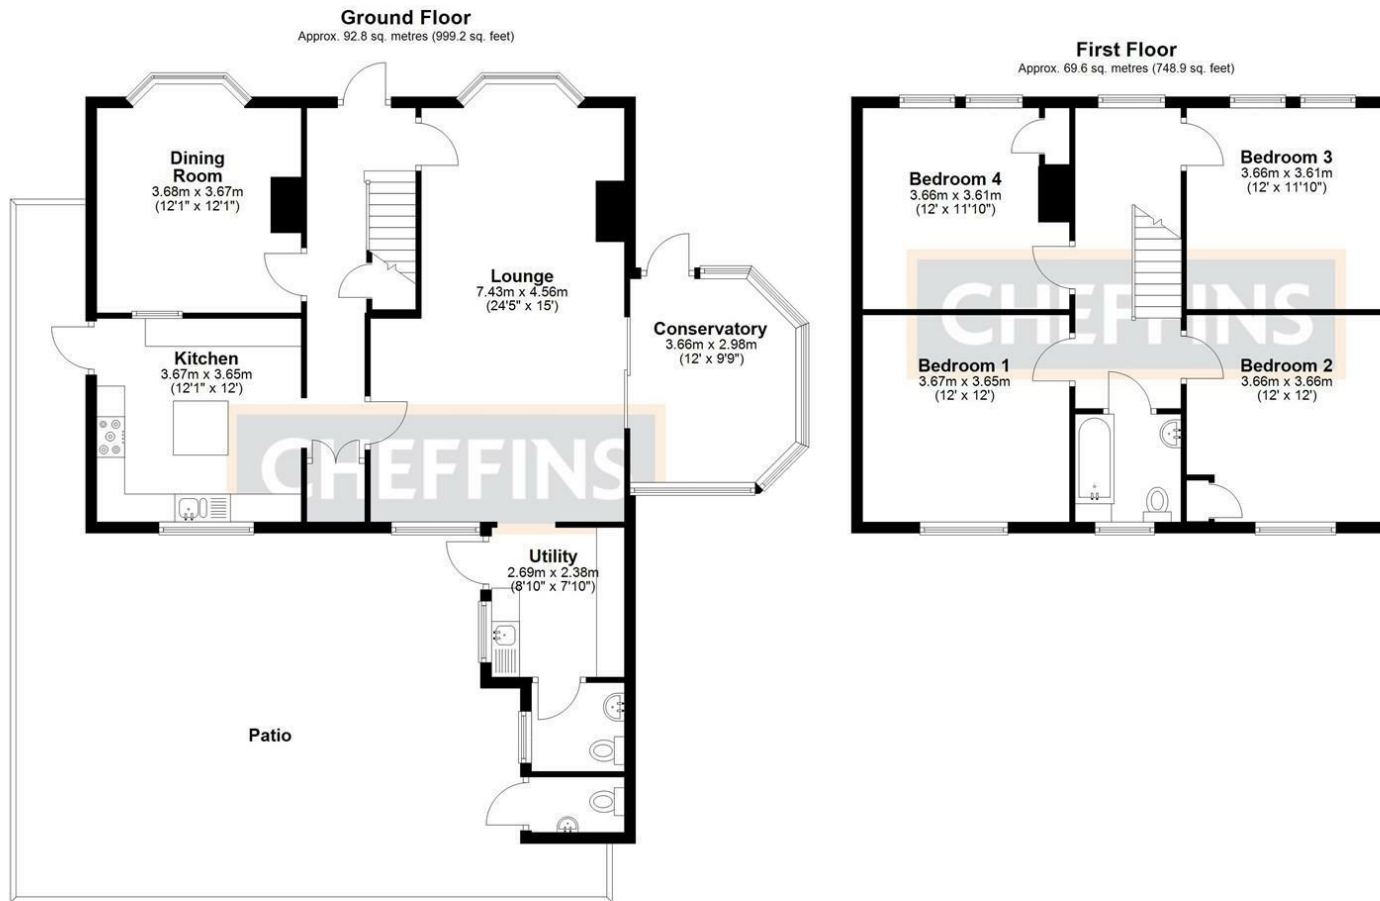 Ground Floor
Approx. 92.8 sq. metres (999.2 sq. feet)
Dining
Room
3.68m x 3.67m
(12'1" x 12'1")
Lounge
7.43m x 4.56m
(24'5" x 15')
Conservatory
3.66m x 2.98m
(12' x 9'9")
Kitchen
3.67m x 3.65m
(12'1" x 12')
CHEFFINS
Utility
2.69m x 2.38m
(8'10" x 7'10")
Patio
First Floor
Approx. 69.6 sq. metres (748.9 sq. feet)
Bedroom 4
3.66m x 3.61m
(12' x 11'10")
Bedroom 3
3.66m x 3.61m
(12' x 11'10")
CHEFFINS
Bedroom 1
3.67m x 3.65m
(12' x 12')
Bedroom 2
3.66m x 3.66m
(12' x 12')